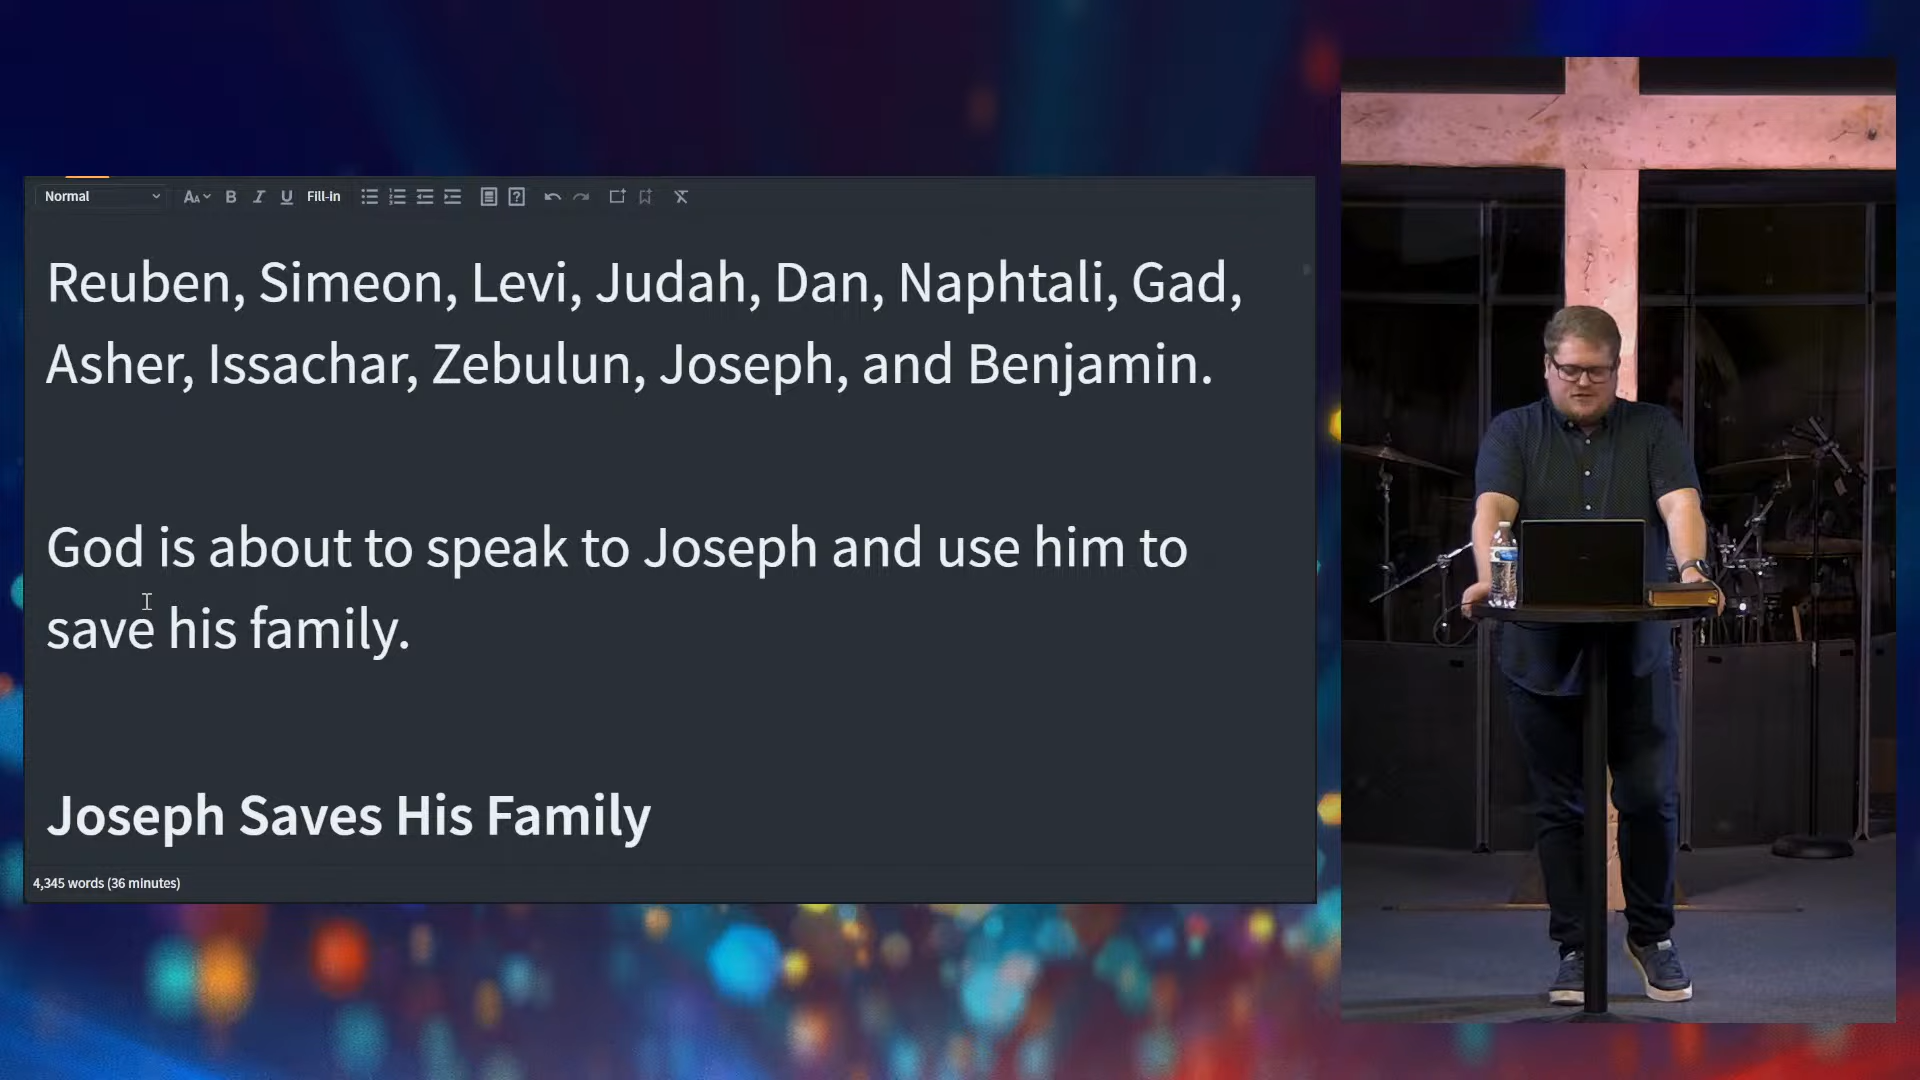 Normal Fill-in
Reuben, Simeon, Levi, Judah, Dan, Naphtali, Gad,
Asher, Issachar, Zebulun, Joseph, and Benjamin.
God is about to speak to Joseph and use him to
save his family.
Joseph Saves His Family
4,345 words (36 minutes)